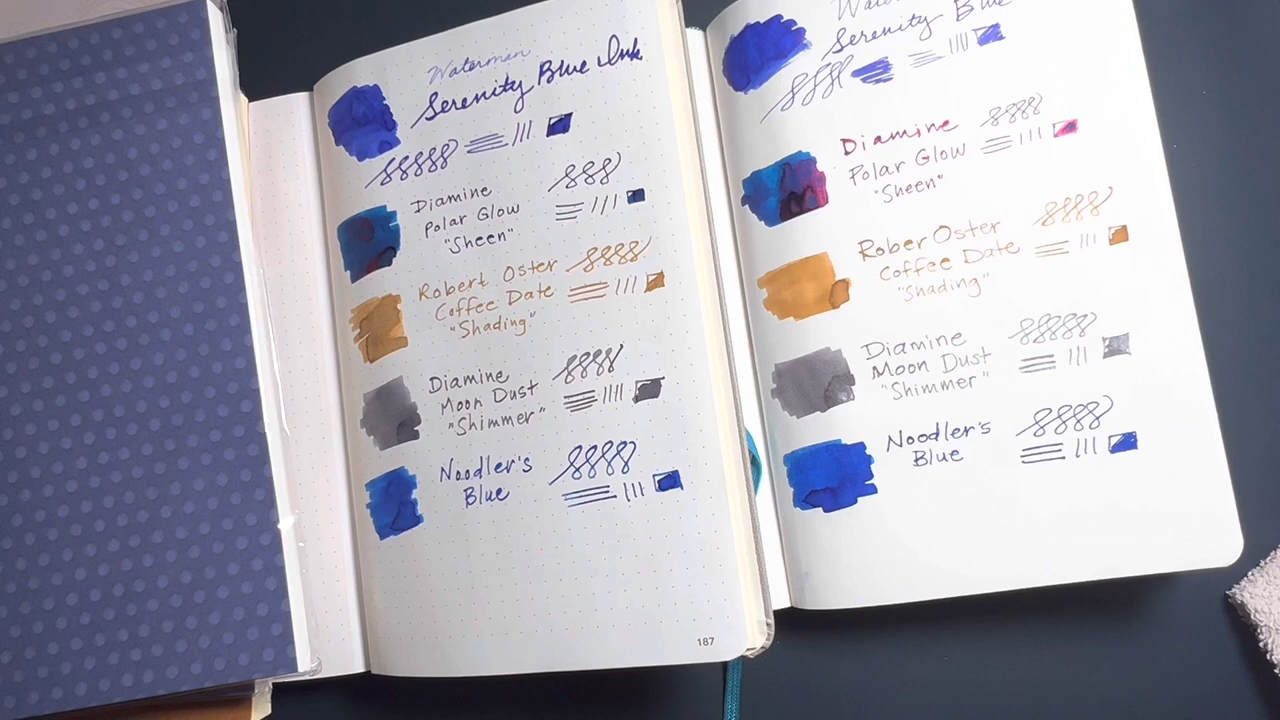 Waterman
Serenity Blue Ink
Diamine
Polar Glow
"Sheen"
Robert Oster
Coffee Date
"Shading"
Diamine
Moon Dust
"Shimmer"
Noodler's
Blue
187
Serenity Blue
Diamine
Polar Glow
"Sheen"
Rober Oster
Coffee Date
"Shading"
Diamine
Moon Dust
"Shimmer"
Noodler's
Blue